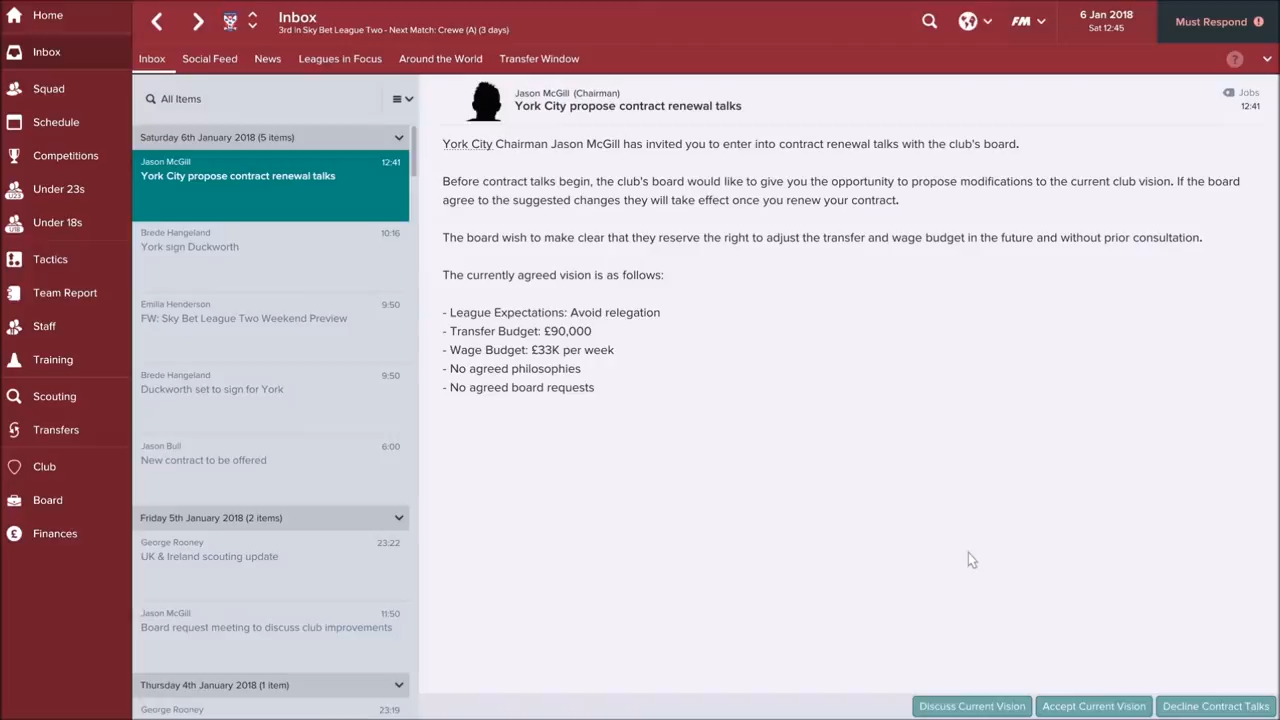 Home
Inbox
3rd In Sky Bet League Two - Next Match: Crewe (A) (3 days)
FM
6 Jan 2018
Sat 12:45
Must Respond
Inbox
Squad
Schedule
Competitions
U23
Under 23s
U18
Under 18s
Tactics
Team Report
Staff
Training
Scouting
Transfers
Club
Board
£ Finances
Inbox Social Feed News Leagues in Focus Around the World Transfer Window ?
All Items
Saturday 6th January 2018 (5 items)
Jason McGill 12:41
York City propose contract renewal talks
Brede Hangeland 10:16
York sign Duckworth
Emilia Henderson 9:50
FW: Sky Bet League Two Weekend Preview
Brede Hangeland 9:50
Duckworth set to sign for York
Jason Bull 6:00
New contract to be offered
Friday 5th January 2018 (2 items)
George Rooney 23:22
UK & Ireland scouting update
Jason McGill 11:50
Board request meeting to discuss club improvements
Thursday 4th January 2018 (1 item)
George Rooney 23:19
Jason McGill (Chairman)
York City propose contract renewal talks
Jobs
12:41
York City Chairman Jason McGill has invited you to enter into contract renewal talks with the club's board.
Before contract talks begin, the club's board would like to give you the opportunity to propose modifications to the current club vision. If the board
agree to the suggested changes they will take effect once you renew your contract.
The board wish to make clear that they reserve the right to adjust the transfer and wage budget in the future and without prior consultation.
The currently agreed vision is as follows:
- League Expectations: Avoid relegation
- Transfer Budget: £90,000
- Wage Budget: £33K per week
- No agreed philosophies
- No agreed board requests
Discuss Current Vision Accept Current Vision Decline Contract Talks